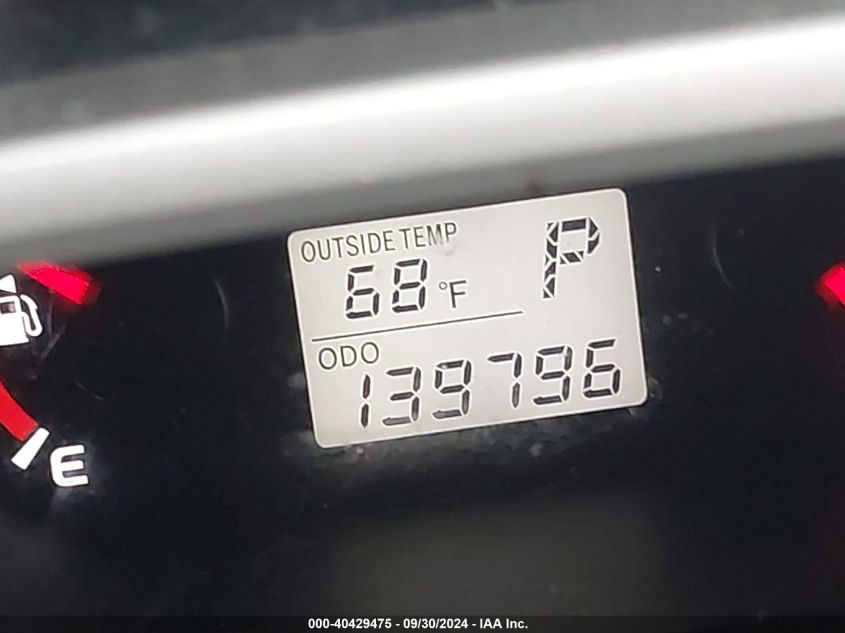 OUTSIDE TEMP
P
68 °F
ODO
139796
E
000-40429475 - 09/30/2024 - IAA Inc.